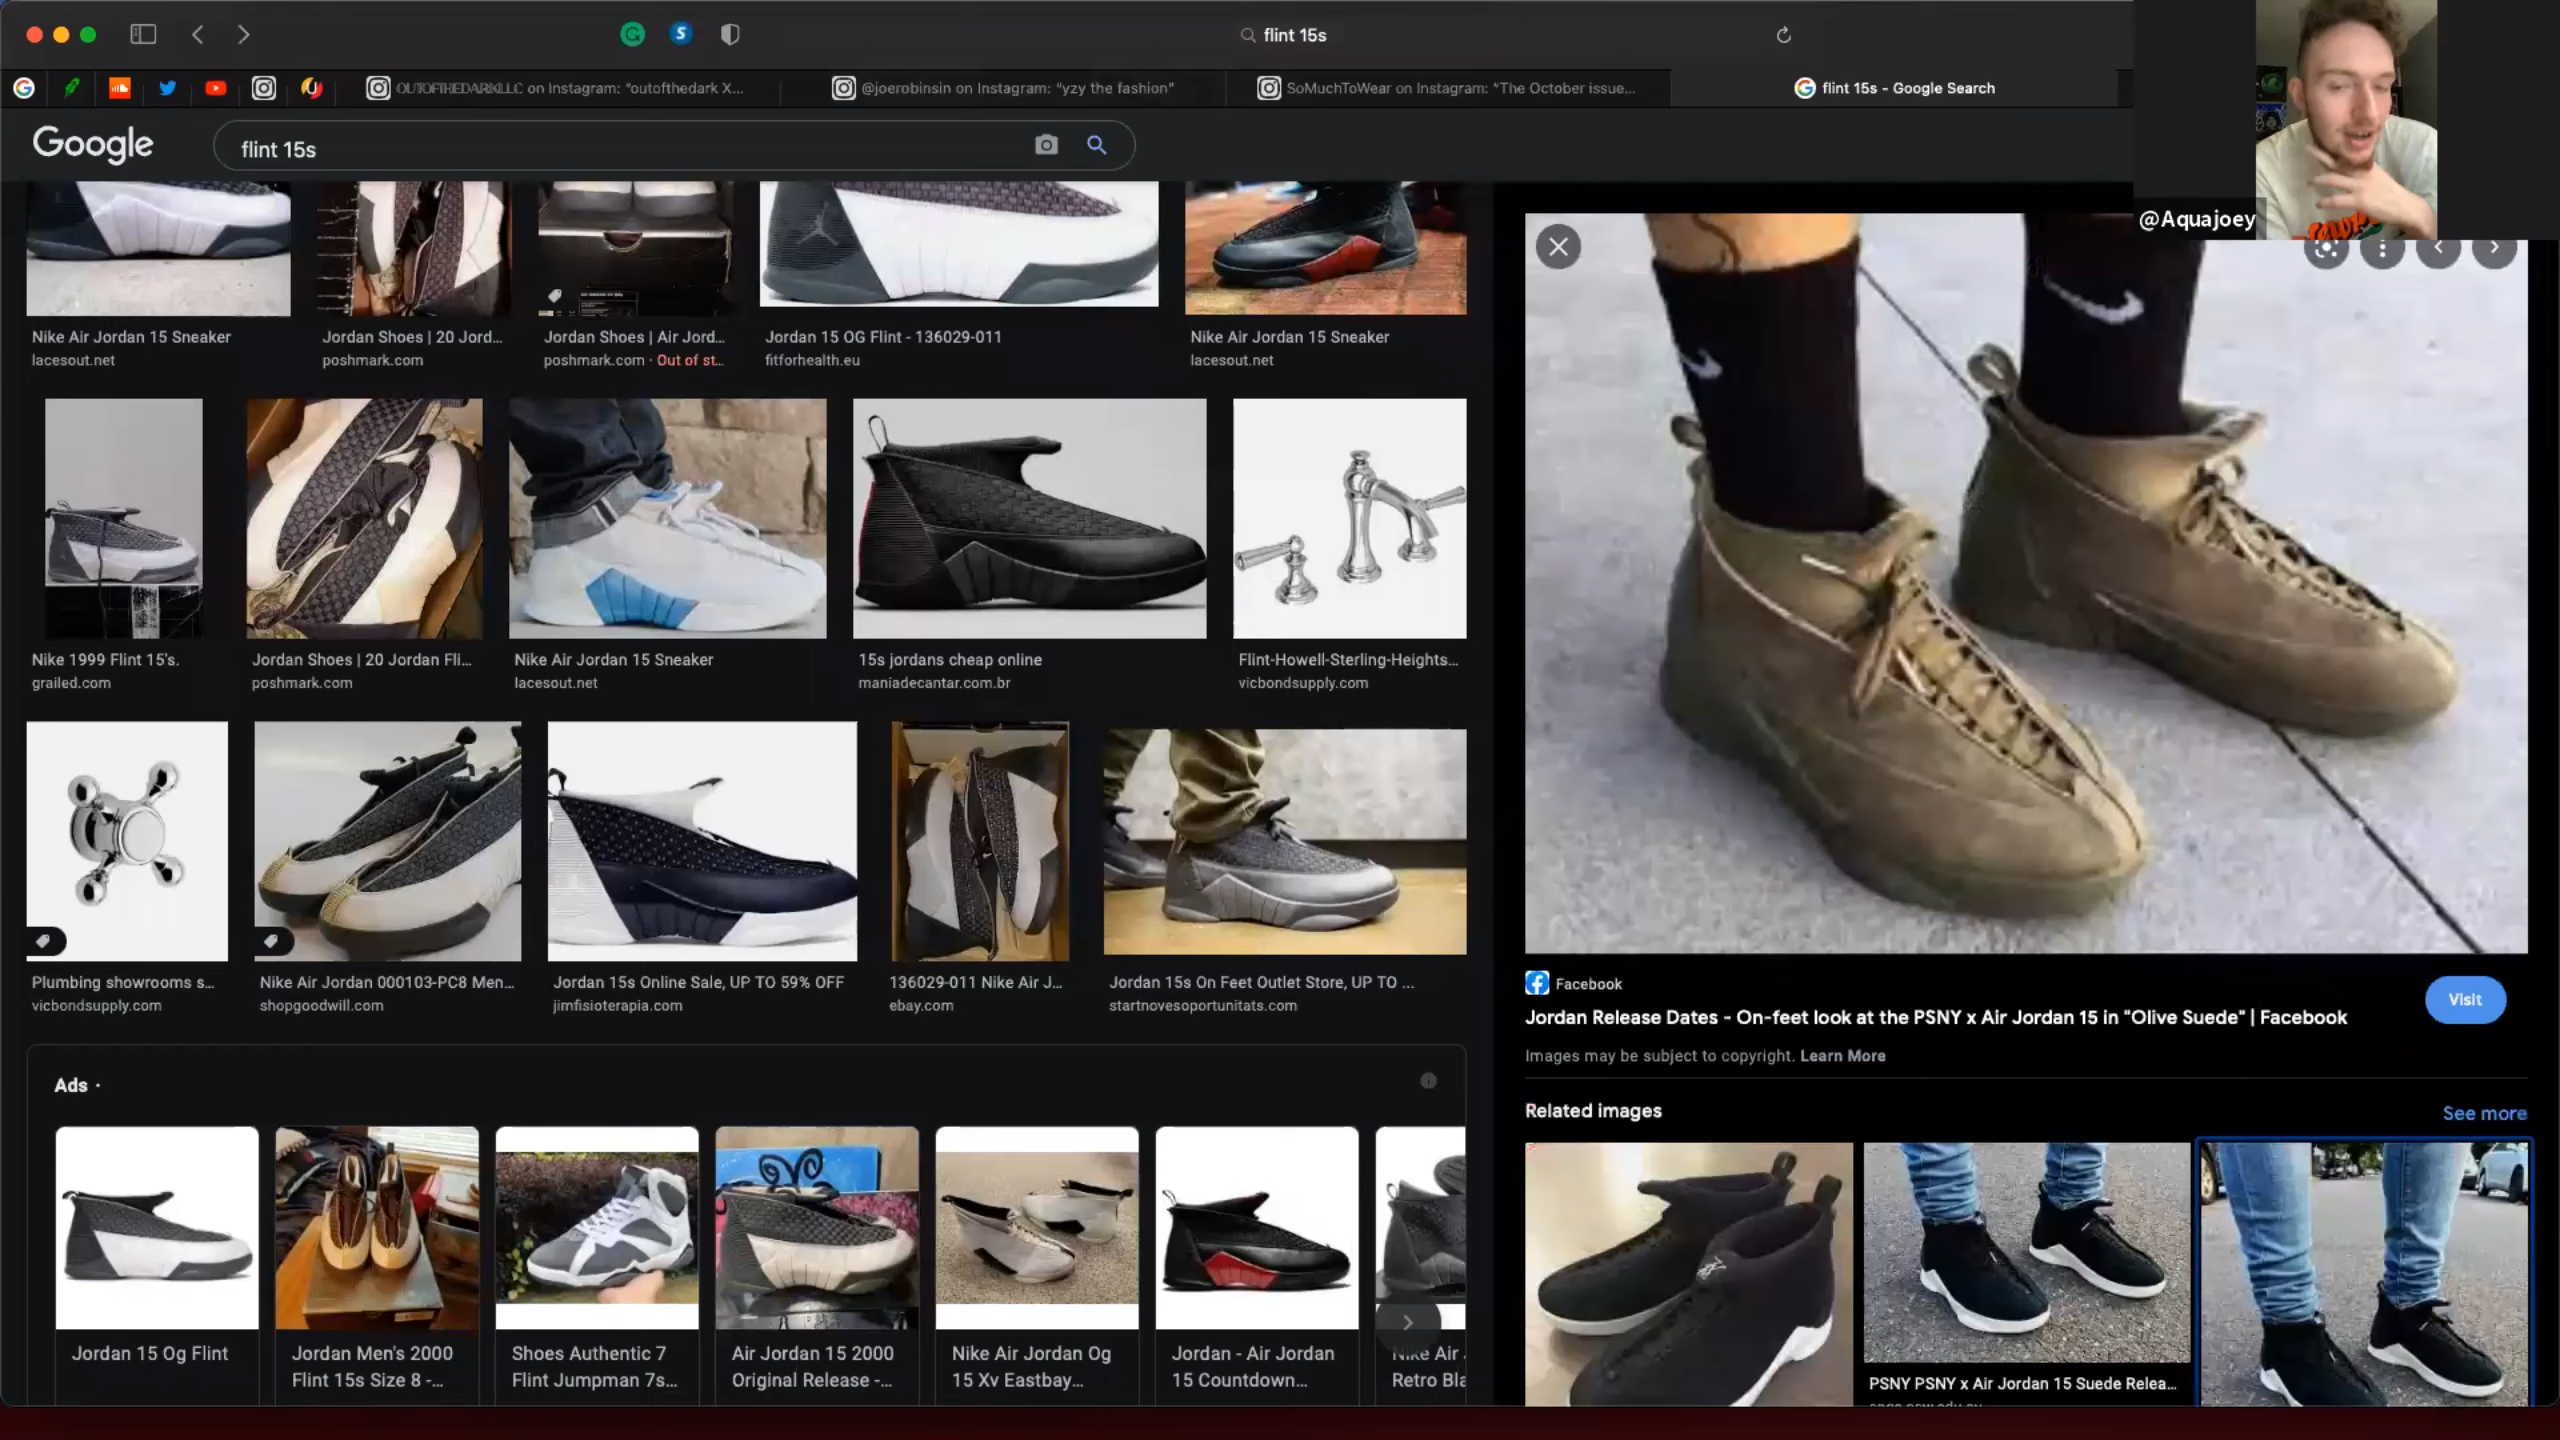 flint 15s
OUTOFTHEDARKLLC on Instagram: "outofthedark X...
@joerobinsin on Instagram: "yzy the fashion"
SoMuchToWear on Instagram: "The October issue...
flint 15s - Google Search
Google
flint 15s
@Aquajoey
Nike Air Jordan 15 Sneaker
lacesout.net
Jordan Shoes | 20 Jord...
poshmark.com
Jordan Shoes | Air Jord...
poshmark.com · Out of st...
Jordan 15 OG Flint - 136029-011
fitforhealth.eu
Nike Air Jordan 15 Sneaker
lacesout.net
Nike 1999 Flint 15's.
grailed.com
Jordan Shoes | 20 Jordan Fli...
poshmark.com
Nike Air Jordan 15 Sneaker
lacesout.net
15s jordans cheap online
maniadecantar.com.br
Flint-Howell-Sterling-Heights...
vicbondsupply.com
Plumbing showrooms s...
vicbondsupply.com
Nike Air Jordan 000103-PC8 Men...
shopgoodwill.com
Jordan 15s Online Sale, UP TO 59% OFF
jimfisioterapia.com
136029-011 Nike Air J...
ebay.com
Jordan 15s On Feet Outlet Store, UP TO ...
startnovesoportunitats.com
Ads ·
Jordan 15 Og Flint
Jordan Men's 2000
Flint 15s Size 8 -...
Shoes Authentic 7
Flint Jumpman 7s...
Air Jordan 15 2000
Original Release -...
Nike Air Jordan Og
15 Xv Eastbay...
Jordan - Air Jordan
15 Countdown...
Nike Air
Retro Bla
Facebook
Jordan Release Dates - On-feet look at the PSNY x Air Jordan 15 in "Olive Suede" | Facebook
Visit
Images may be subject to copyright. Learn More
Related images
See more
PSNY PSNY x Air Jordan 15 Suede Relea...